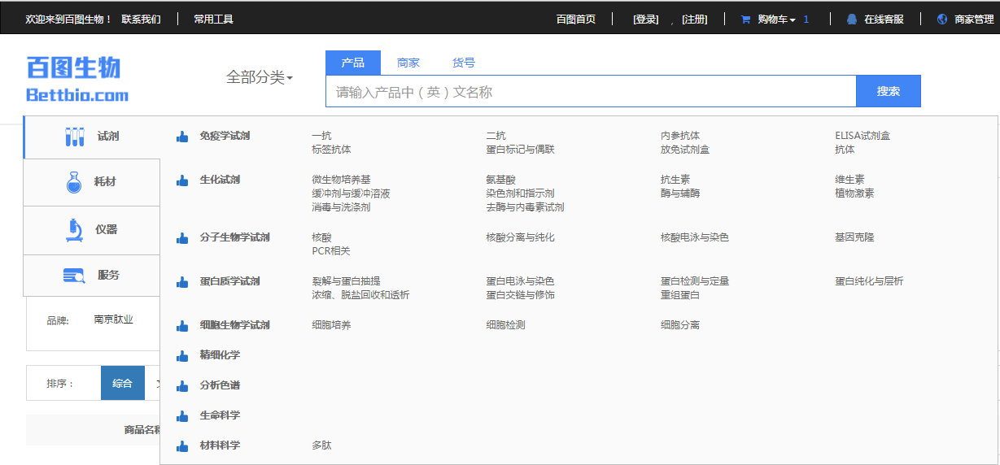 欢迎来到百图生物！ 联系我们 常用工具 百图首页 [登录] , [注册] 购物车 1 在线客服 商家管理
百图生物
Bettbio.com
全部分类
产品 商家 货号
请输入产品中（英）文名称 搜索
试剂
耗材
仪器
服务
免疫学试剂 一抗 二抗 内参抗体 ELISA试剂盒
标签抗体 蛋白标记与偶联 放免试剂盒 抗体
生化试剂 微生物培养基 氨基酸 抗生素 维生素
缓冲剂与缓冲溶液 染色剂和指示剂 酶与辅酶 植物激素
消毒与洗涤剂 去酶与内毒素试剂
分子生物学试剂 核酸 核酸分离与纯化 核酸电泳与染色 基因克隆
PCR相关
蛋白质学试剂 裂解与蛋白抽提 蛋白电泳与染色 蛋白检测与定量 蛋白纯化与层析
浓缩、脱盐回收和透析 蛋白交链与修饰 重组蛋白
细胞生物学试剂 细胞培养 细胞检测 细胞分离
精细化学
分析色谱
生命科学
材料科学 多肽
品牌: 南京肽业
排序： 综合
商品名称